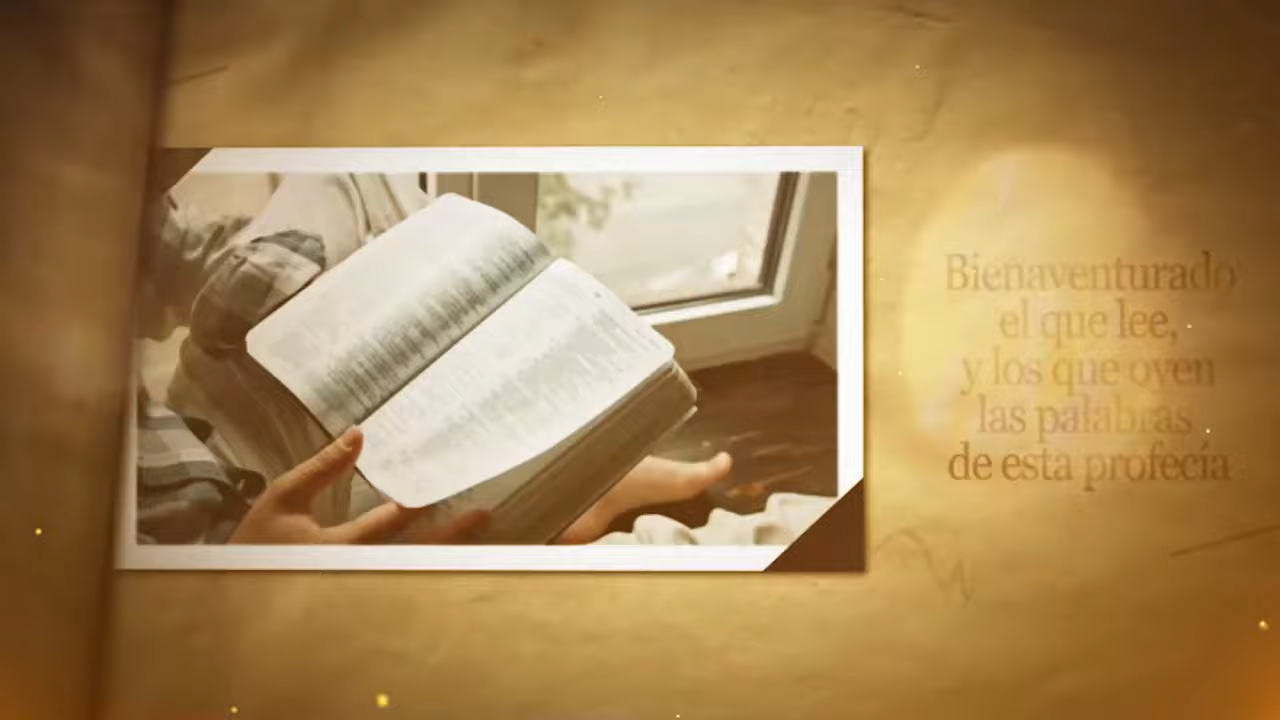 Bienaventurado
el que lee,
y los que oyen
las palabras
de esta profecía